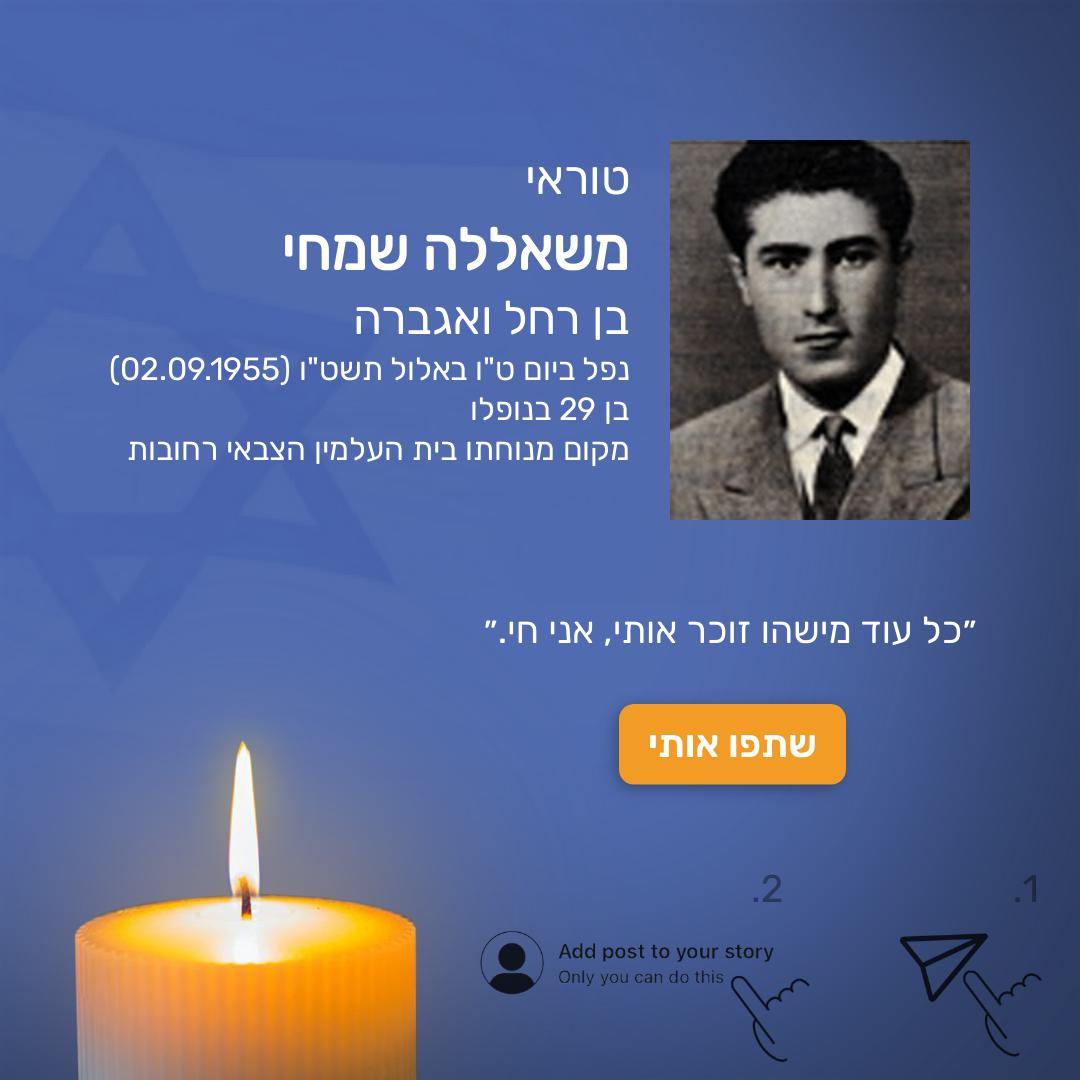 טוראי
משאללה שמחי
בן רחל ואגברה
נפל ביום ט"ו באלול תשט"ו (02.09.1955)
בן 29 בנופלו
מקום מנוחתו בית העלמין הצבאי רחובות
״כל עוד מישהו זוכר אותי, אני חי.״
שתפו אותי
1.
2.
Add post to your story
Only you can do this